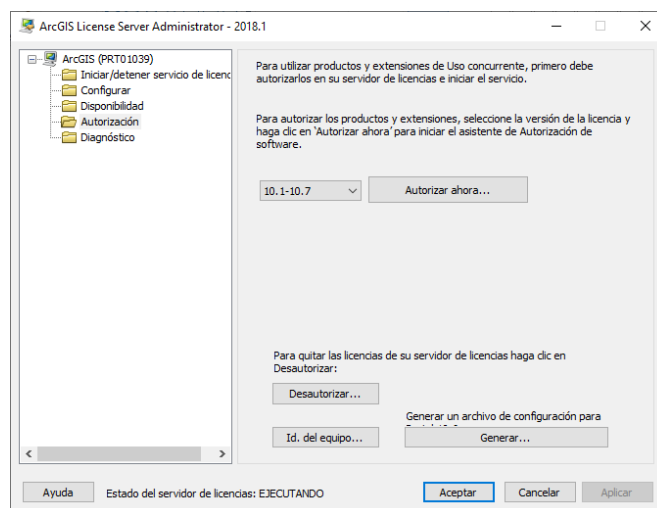 ArcGIS License Server Administrator - 2018.1
ArcGIS (PRT01039)
Iniciar/detener servicio de licenc
Configurar
Disponibilidad
Autorización
Diagnóstico
Para utilizar productos y extensiones de Uso concurrente, primero debe
autorizarlos en su servidor de licencias e iniciar el servicio.
Para autorizar los productos y extensiones, seleccione la versión de la licencia y
haga clic en 'Autorizar ahora' para iniciar el asistente de Autorización de
software.
10.1-10.7
Autorizar ahora...
Para quitar las licencias de su servidor de licencias haga clic en
Desautorizar:
Desautorizar...
Generar un archivo de configuración para
Id. del equipo...
Generar...
Ayuda
Estado del servidor de licencias: EJECUTANDO
Aceptar
Cancelar
Aplicar